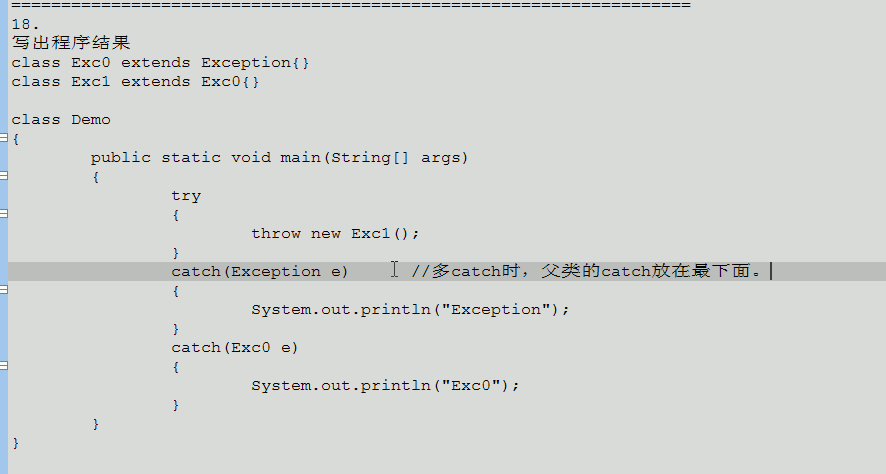 =====================================================================
18.
写出程序结果
class Exc0 extends Exception{}
class Exc1 extends Exc0{}
class Demo
{
public static void main(String[] args)
{
try
{
throw new Exc1();
}
catch(Exception e) //多catch时，父类的catch放在最下面。
{
System.out.println("Exception");
}
catch(Exc0 e)
{
System.out.println("Exc0");
}
}
}